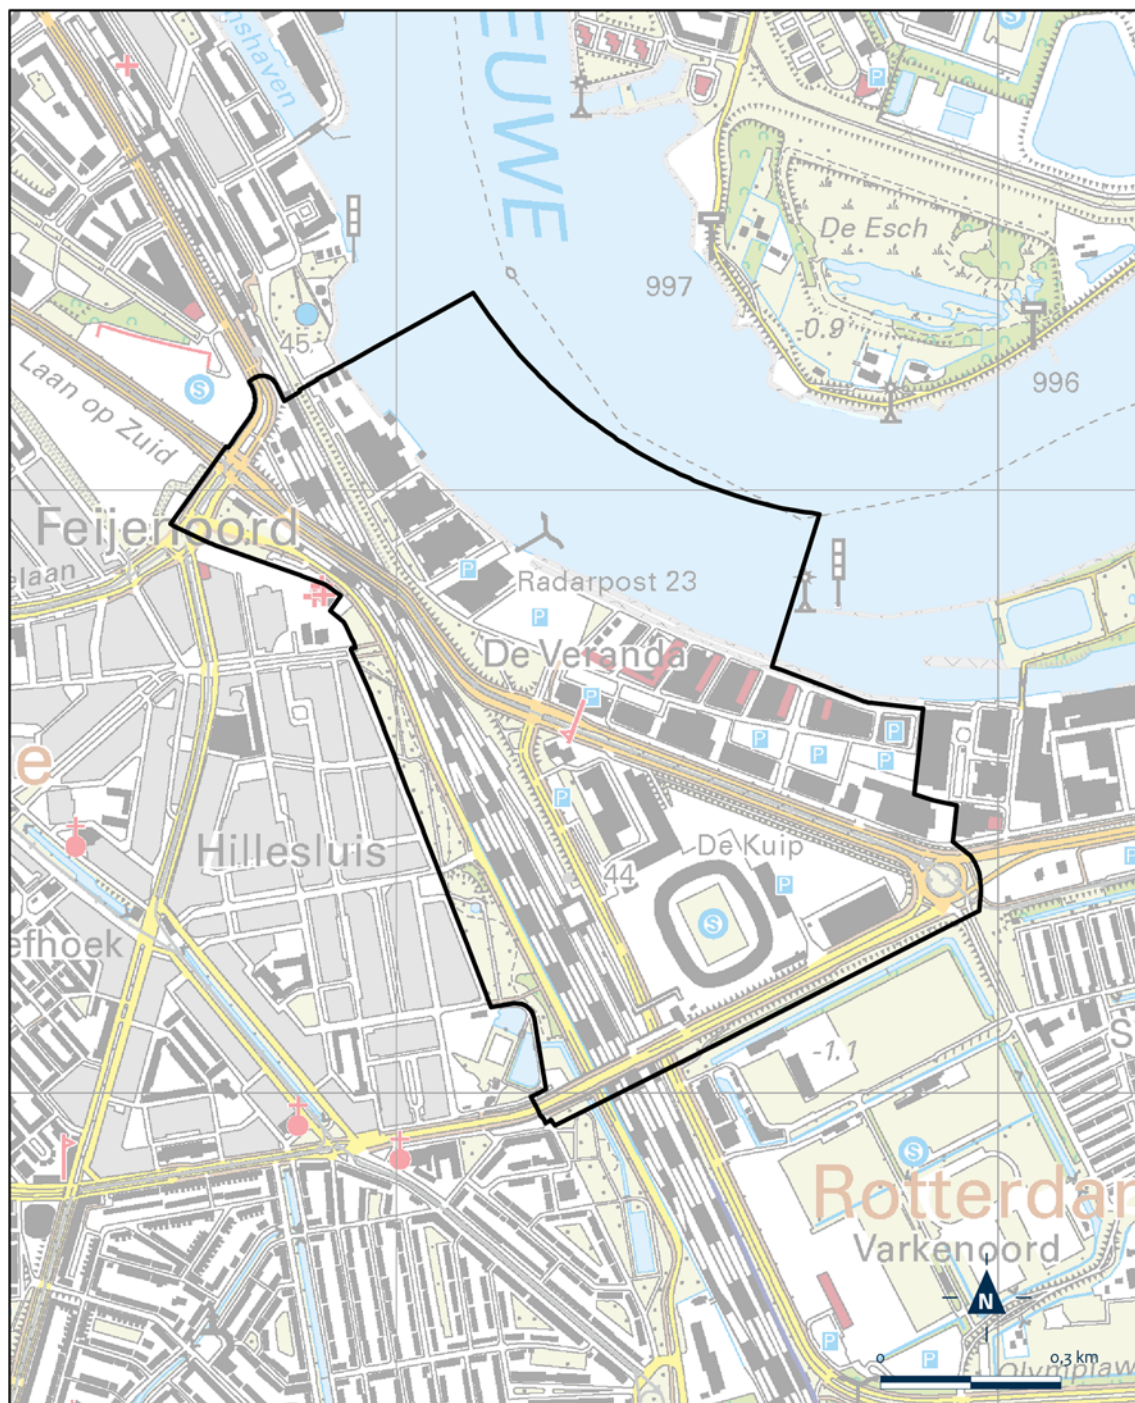 nshaven
EUWE
De Esch
997
-0.9
45,
996
Laan op Zuid
S
Feijenoord
elaan
P
Radarpost 23
P
De Veranda
P
P
P
P
P
e
P
De Kuip
Hillesluis
44
P
S
P
efhoek
S
-1.1
S
Rotterdar
Varkenoord
N
P
P
0
0,3 km
Olympiaw